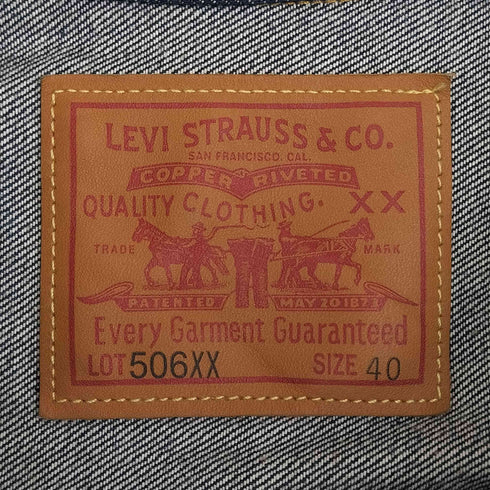 LEVI STRAUSS & CO.
SAN FRANCISCO. CAL.
COPPER RIVETED
QUALITY CLOTHING. XX
TRADE MARK
PATENTED MAY 20 1873
Every Garment Guaranteed
LOT 506XX SIZE 40